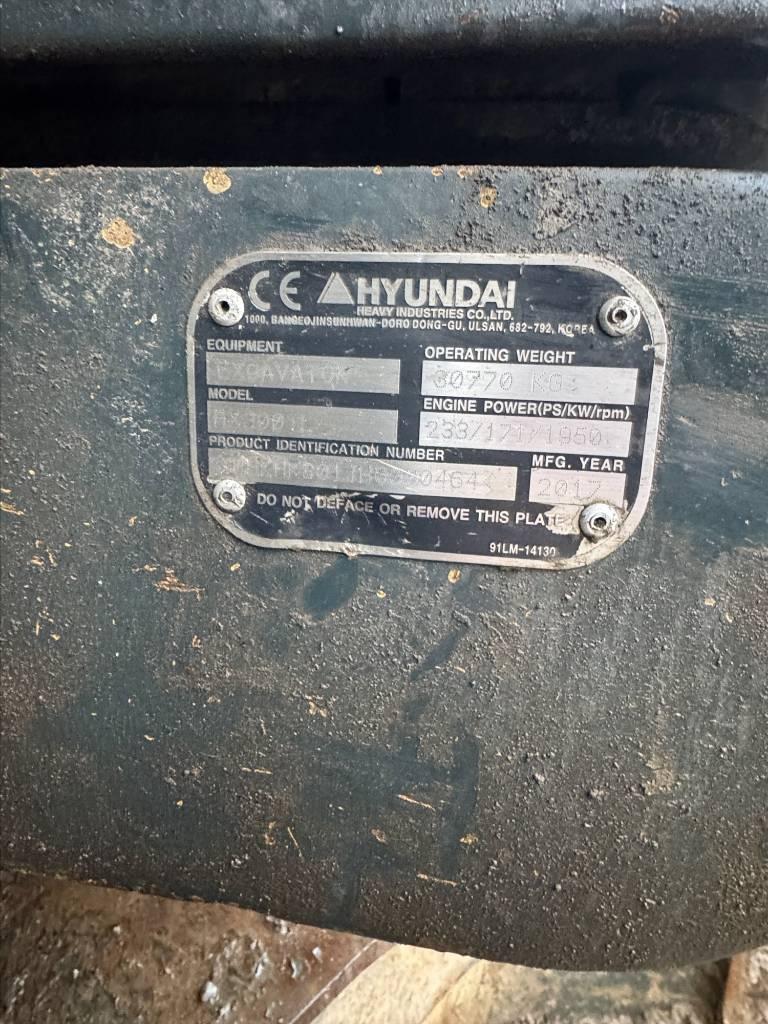 CE HYUNDAI
HEAVY INDUSTRIES CO.,LTD.
1000, BANGEOJINSUNHWAN-DORO DONG-GU, ULSAN, 682-792, KOREA
EQUIPMENT OPERATING WEIGHT
EXCAVATOR 30770 KG
MODEL ENGINE POWER(PS/KW/rpm)
233/171/1950
PRODUCT IDENTIFICATION NUMBER MFG. YEAR
2017
DO NOT DEFACE OR REMOVE THIS PLATE
91LM-14130